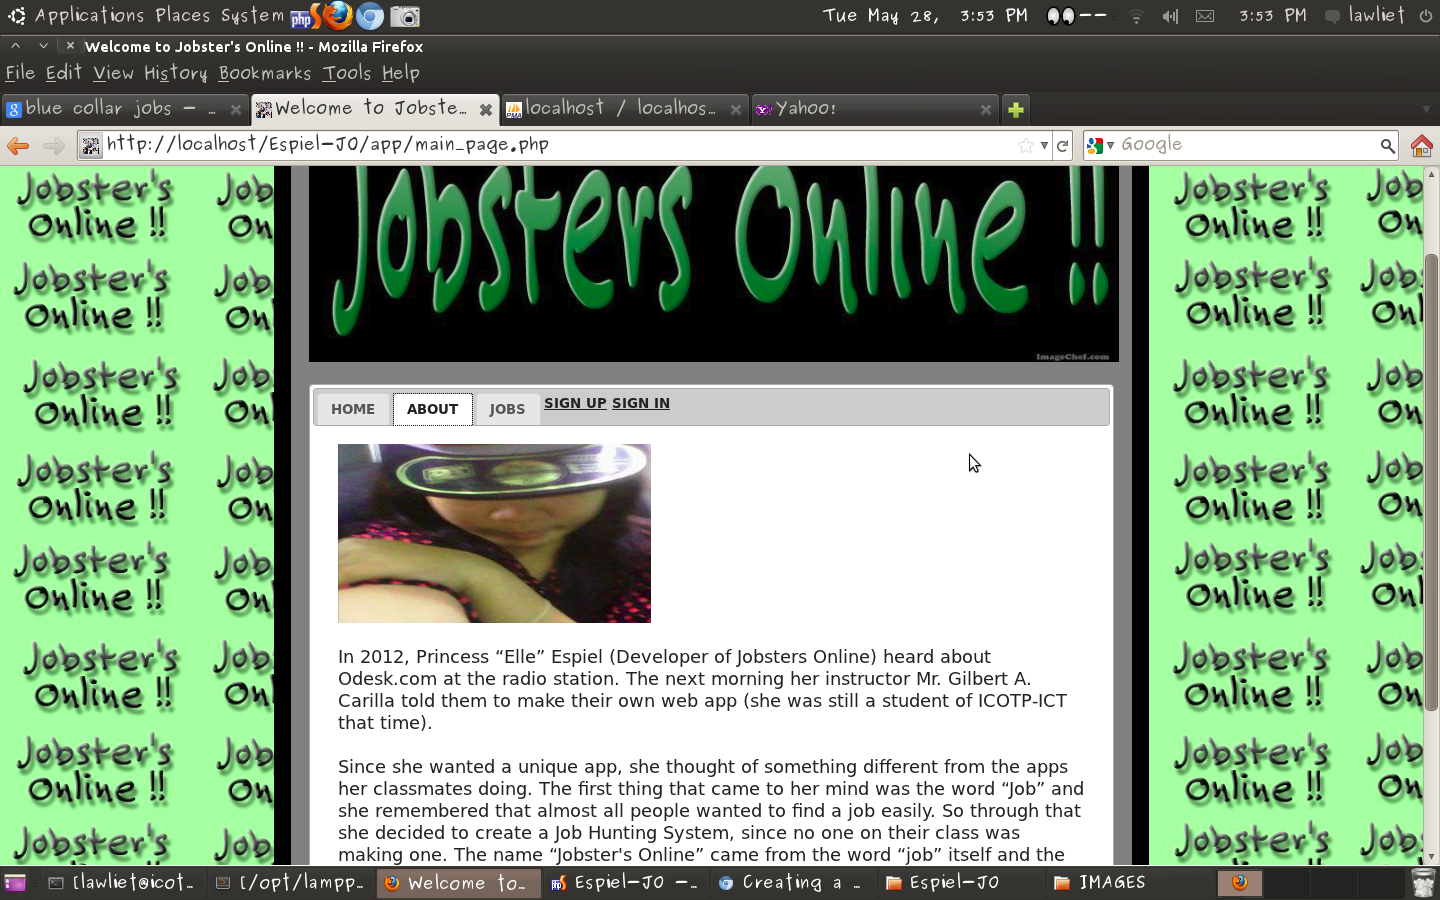 Applications Places System php Tue May 28, 3:53 PM 3:53 PM lawliet
Welcome to Jobster's Online !! - Mozilla Firefox
File Edit View History Bookmarks Tools Help
blue collar jobs - ... Welcome to Jobste... localhost / localhos... Yahoo!
http://localhost/Espiel-JO/app/main_page.php Google
Jobsters Online !!
ImageChef.com
Jobster's
Online !!
HOME ABOUT JOBS SIGN UP SIGN IN
In 2012, Princess “Elle” Espiel (Developer of Jobsters Online) heard about
Odesk.com at the radio station. The next morning her instructor Mr. Gilbert A.
Carilla told them to make their own web app (she was still a student of ICOTP-ICT
that time).
Since she wanted a unique app, she thought of something different from the apps
her classmates doing. The first thing that came to her mind was the word “Job” and
she remembered that almost all people wanted to find a job easily. So through that
she decided to create a Job Hunting System, since no one on their class was
making one. The name “Jobster's Online” came from the word “job” itself and the
[lawliet@icot... [/opt/lampp... Welcome to... Espiel-JO -... Creating a ... Espiel-JO IMAGES